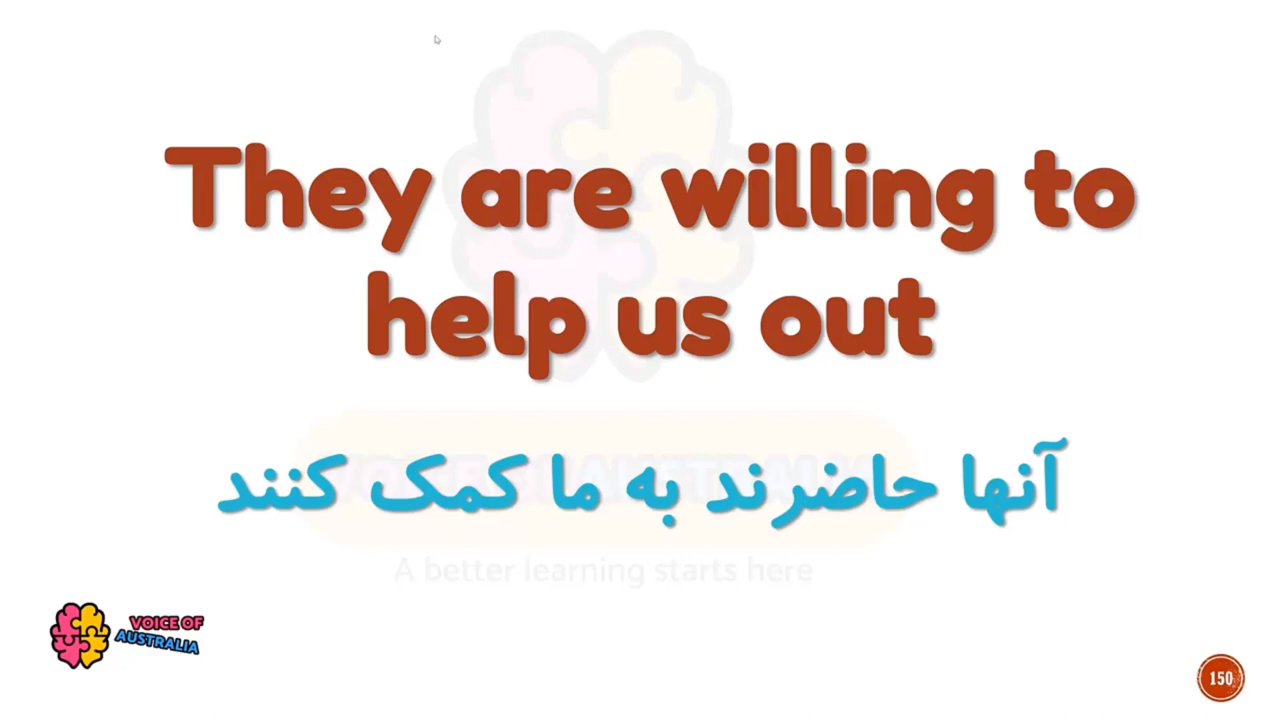 They are willing to
help us out
آنها حاضرند به ما کمک کنند
A better learning starts here
VOICE OF
AUSTRALIA
150